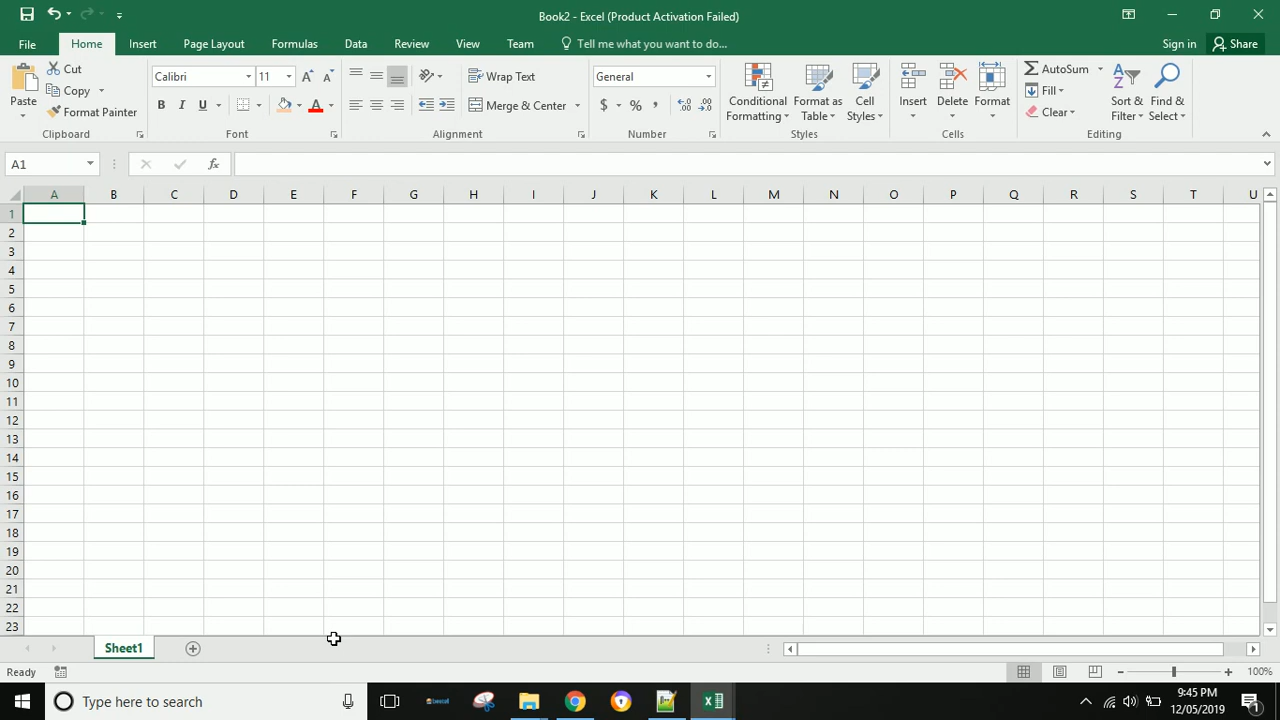 Book2 - Excel (Product Activation Failed)
File Home Insert Page Layout Formulas Data Review View Team Tell me what you want to do... Sign in Share
Paste
Cut
Copy
Format Painter
Clipboard
Calibri 11
B I U A
Font
Wrap Text
Merge & Center
Alignment
General
$ % ,
Number
Conditional Formatting
Format as Table
Cell Styles
Styles
Insert
Delete
Format
Cells
AutoSum
Fill
Clear
Sort & Filter
Find & Select
Editing
A1 fx
A B C D E F G H I J K L M N O P Q R S T U
1
2
3
4
5
6
7
8
9
10
11
12
13
14
15
16
17
18
19
20
21
22
23
Sheet1
Ready 100%
Type here to search
9:45 PM
12/05/2019